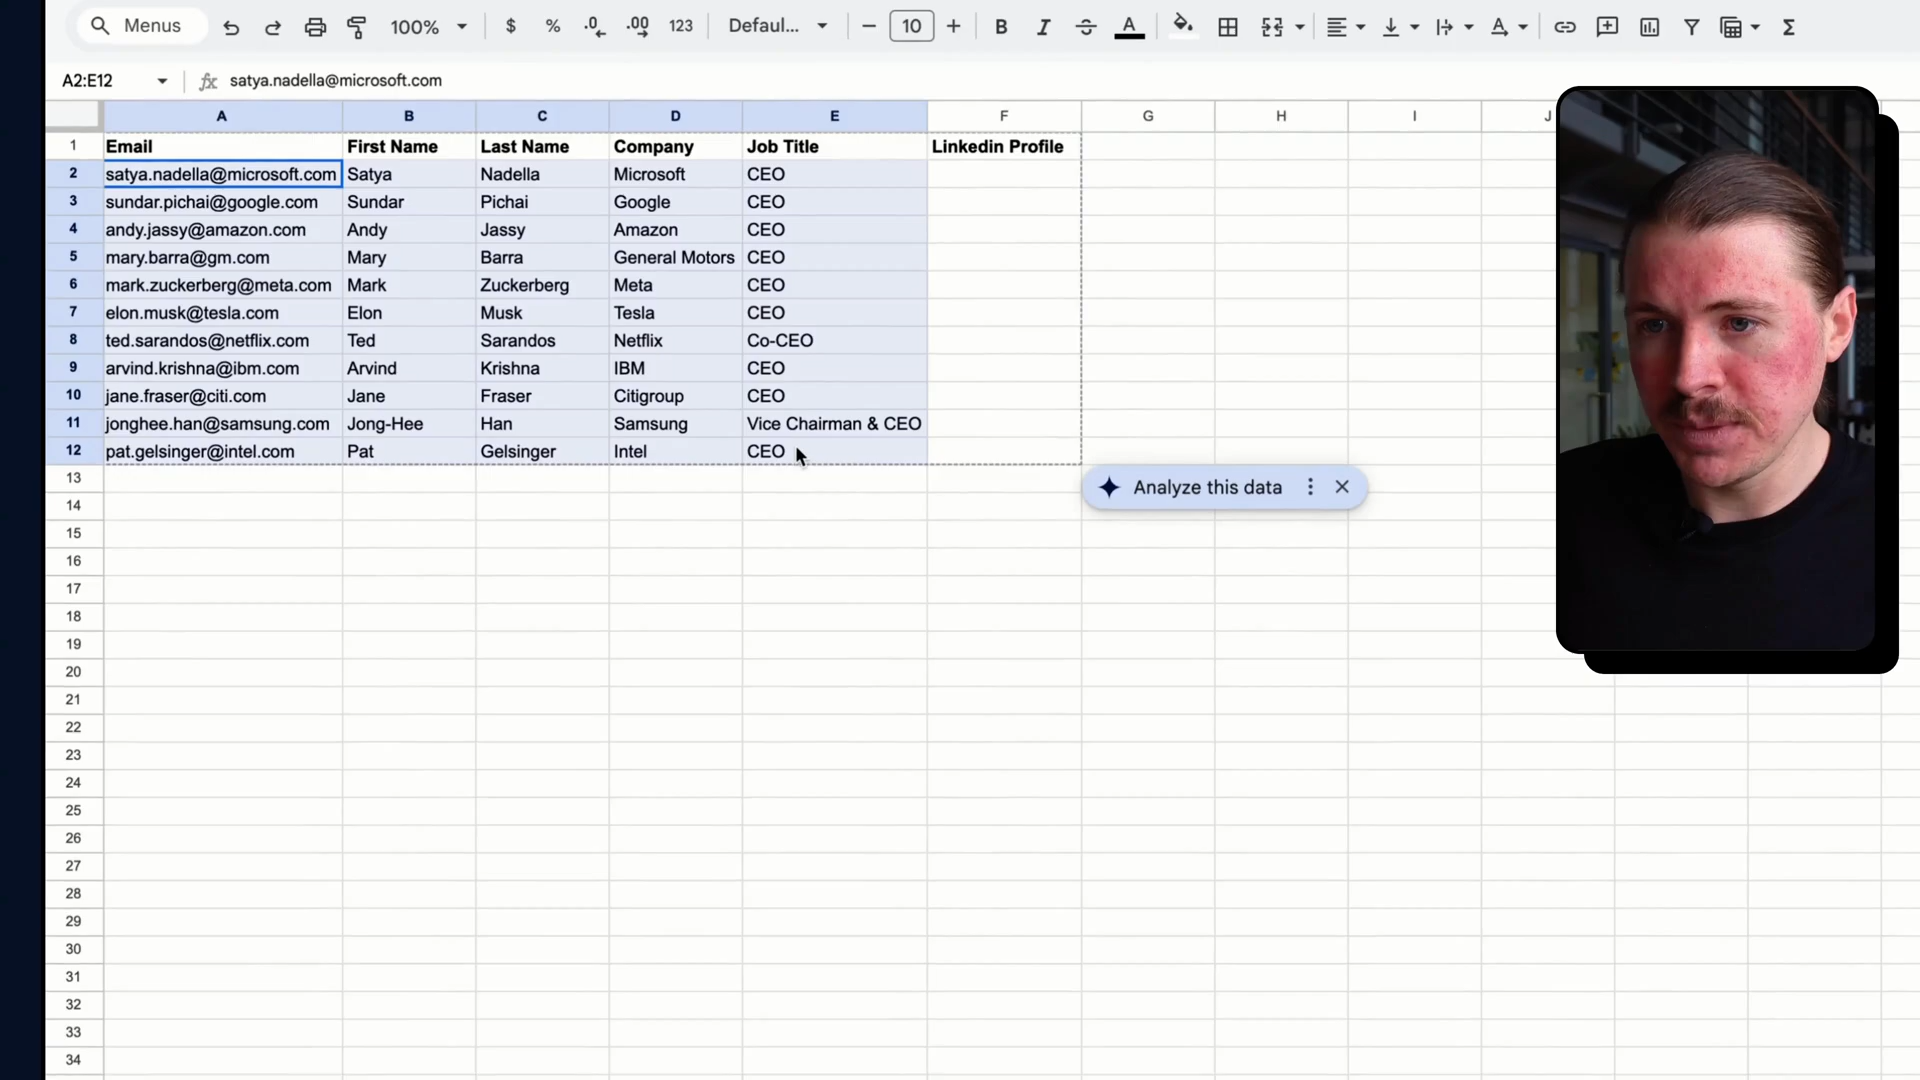 Menus 100% $ % .0 .00 123 Defaul... 10 B I A
A2:E12 fx satya.nadella@microsoft.com
A B C D E F G H I J
1 Email First Name Last Name Company Job Title Linkedin Profile
2 satya.nadella@microsoft.com Satya Nadella Microsoft CEO
3 sundar.pichai@google.com Sundar Pichai Google CEO
4 andy.jassy@amazon.com Andy Jassy Amazon CEO
5 mary.barra@gm.com Mary Barra General Motors CEO
6 mark.zuckerberg@meta.com Mark Zuckerberg Meta CEO
7 elon.musk@tesla.com Elon Musk Tesla CEO
8 ted.sarandos@netflix.com Ted Sarandos Netflix Co-CEO
9 arvind.krishna@ibm.com Arvind Krishna IBM CEO
10 jane.fraser@citi.com Jane Fraser Citigroup CEO
11 jonghee.han@samsung.com Jong-Hee Han Samsung Vice Chairman & CEO
12 pat.gelsinger@intel.com Pat Gelsinger Intel CEO
13 Analyze this data
14
15
16
17
18
19
20
21
22
23
24
25
26
27
28
29
30
31
32
33
34